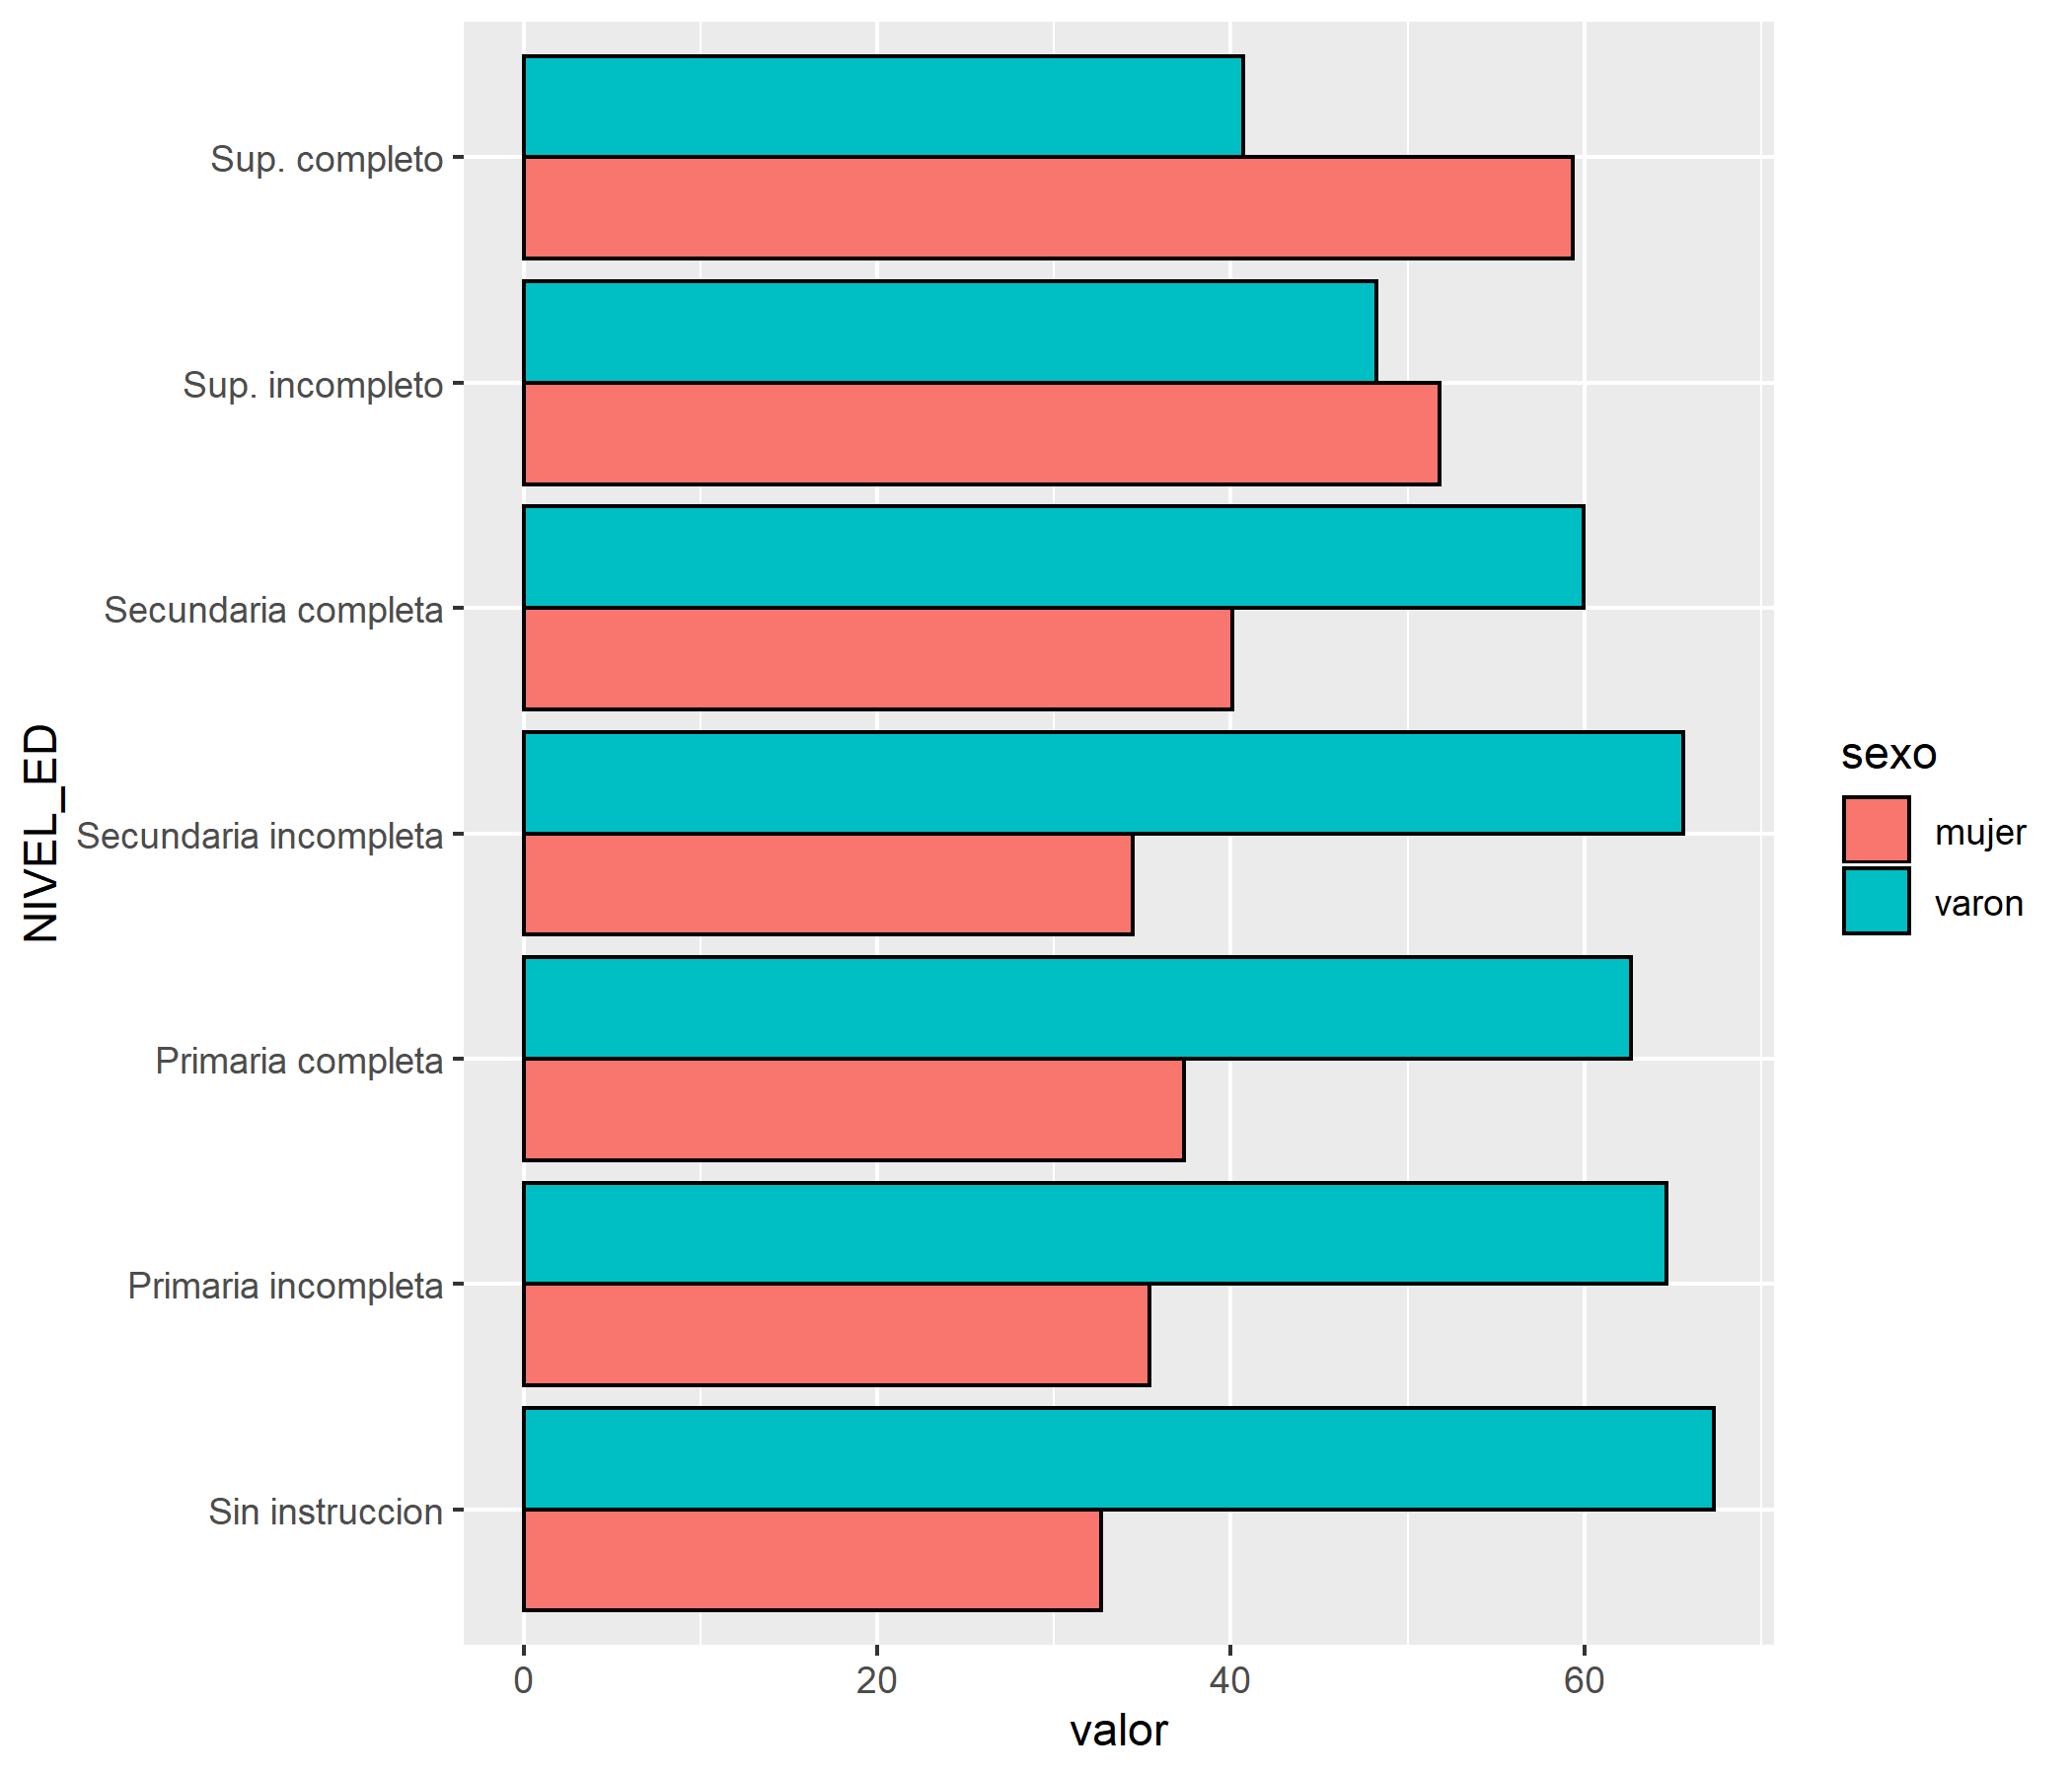 NIVEL_ED
Sup. completo
Sup. incompleto
Secundaria completa
Secundaria incompleta
Primaria completa
Primaria incompleta
Sin instruccion
0 20 40 60
valor
sexo
mujer
varon